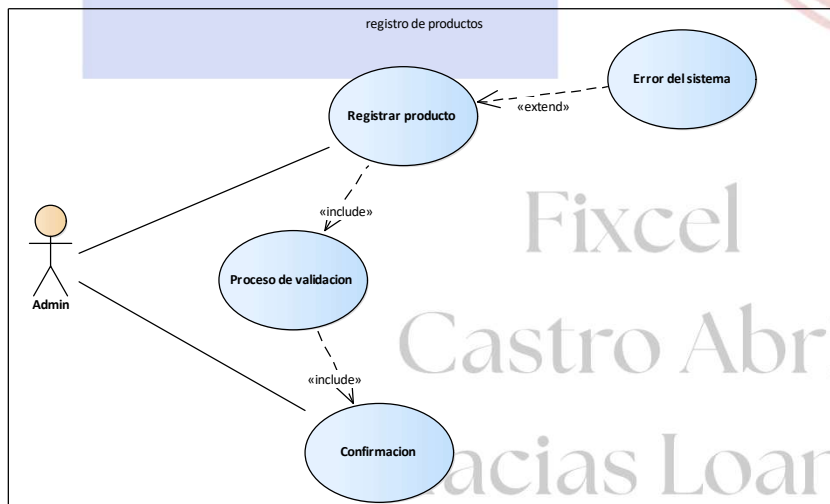 registro de productos
Error del sistema
«extend»
Registrar producto
«include»
Proceso de validacion
Admin
«include»
Confirmacion
Fixcel
Castro Abr
acias Loan